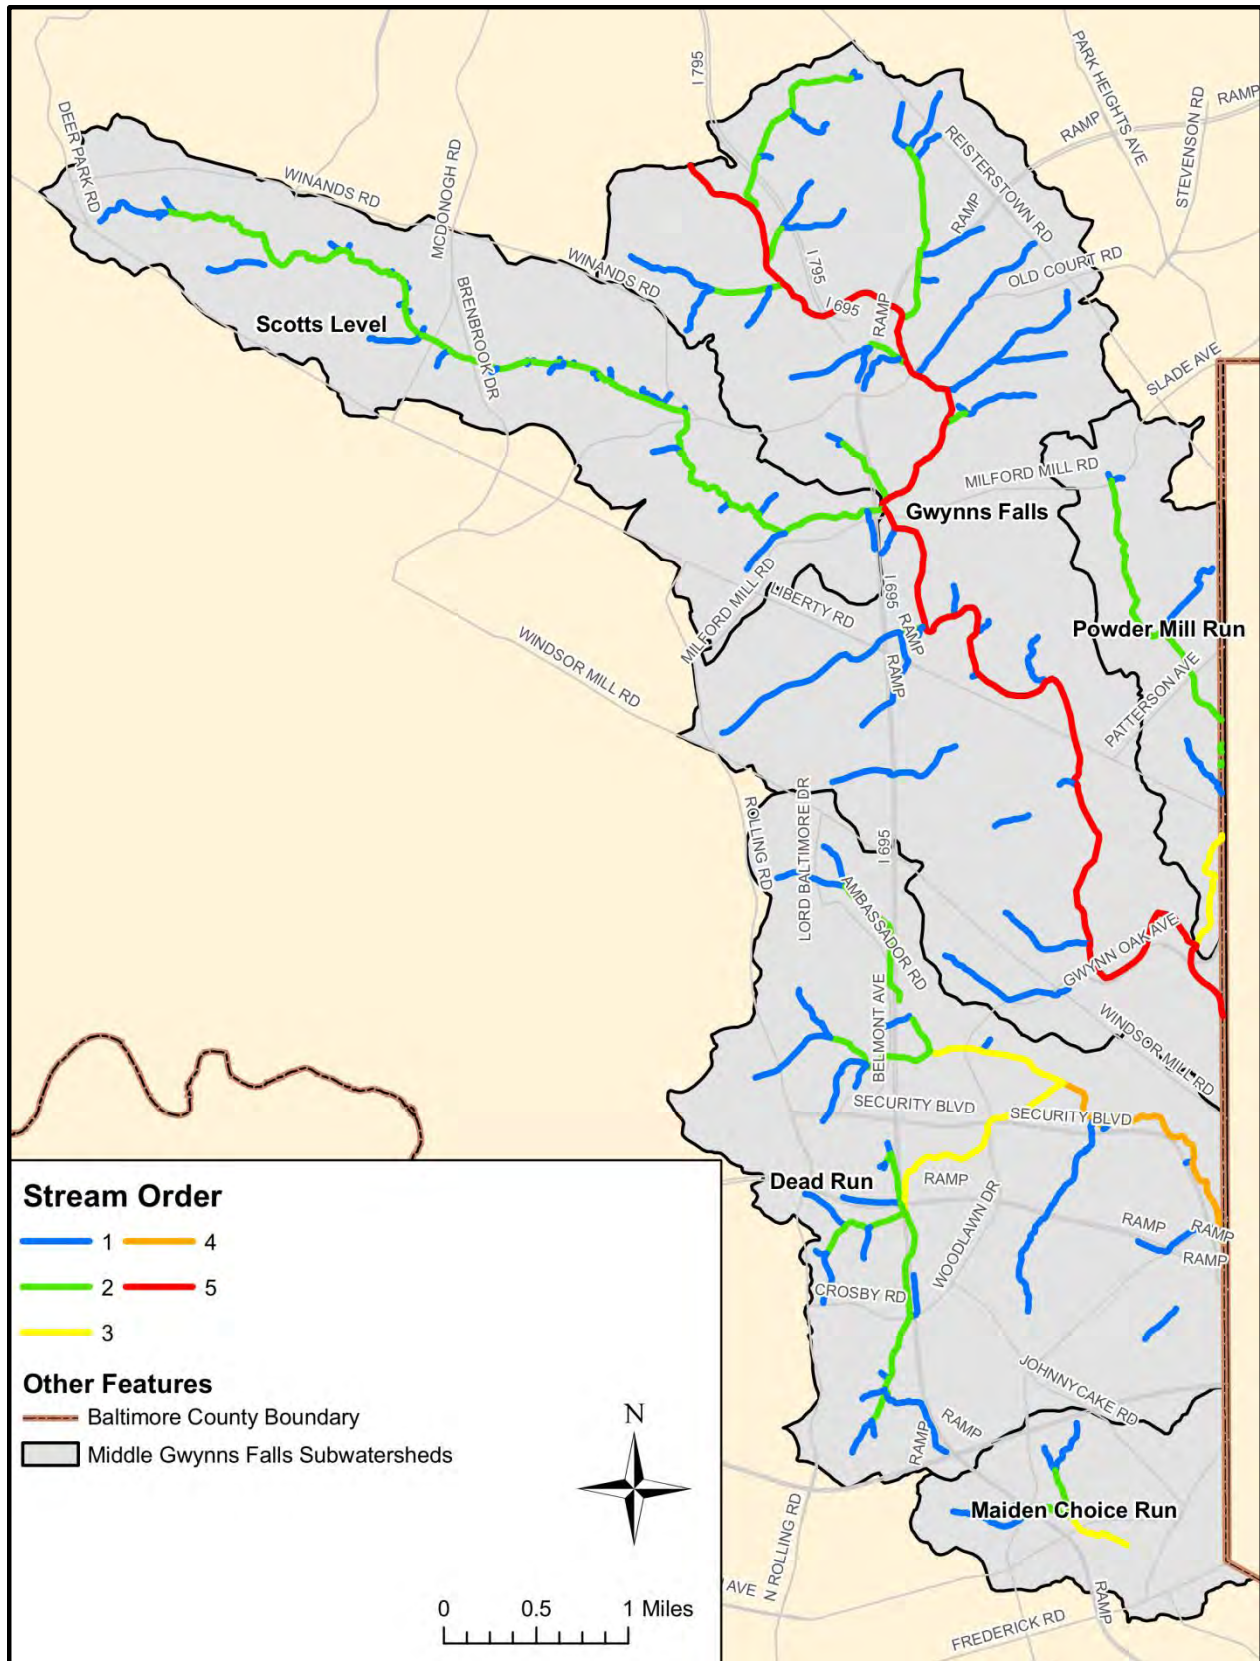 I 795
PARK HEIGHTS AVE
RAMP
RAMP
STEVENSON RD
REISTERSTOWN RD
DEER PARK RD
WINANDS RD
MCDONOGH RD
RAMP
WINANDS RD
I 795
OLD COURT RD
BRENBROOK DR
I 695
RAMP
Scotts Level
SLADE AVE
MILFORD MILL RD
Gwynns Falls
MILFORD MILL RD
LIBERTY RD
I 695
RAMP
RAMP
Powder Mill Run
WINDSOR MILL RD
PATTERSON AVE
ROLLING RD
LORD BALTIMORE DR
I 695
AMBASSADOR RD
GWYNN OAK AVE
BELMONT AVE
WINDSOR MILL RD
SECURITY BLVD
SECURITY BLVD
Dead Run
RAMP
WOODLAWN DR
RAMP
RAMP
RAMP
CROSBY RD
JOHNNYCAKE RD
RAMP
RAMP
Maiden Choice Run
N ROLLING RD
AVE
RAMP
FREDERICK RD
Stream Order
1
4
2
5
3
Other Features
Baltimore County Boundary
Middle Gwynns Falls Subwatersheds
N
0 0.5 1 Miles